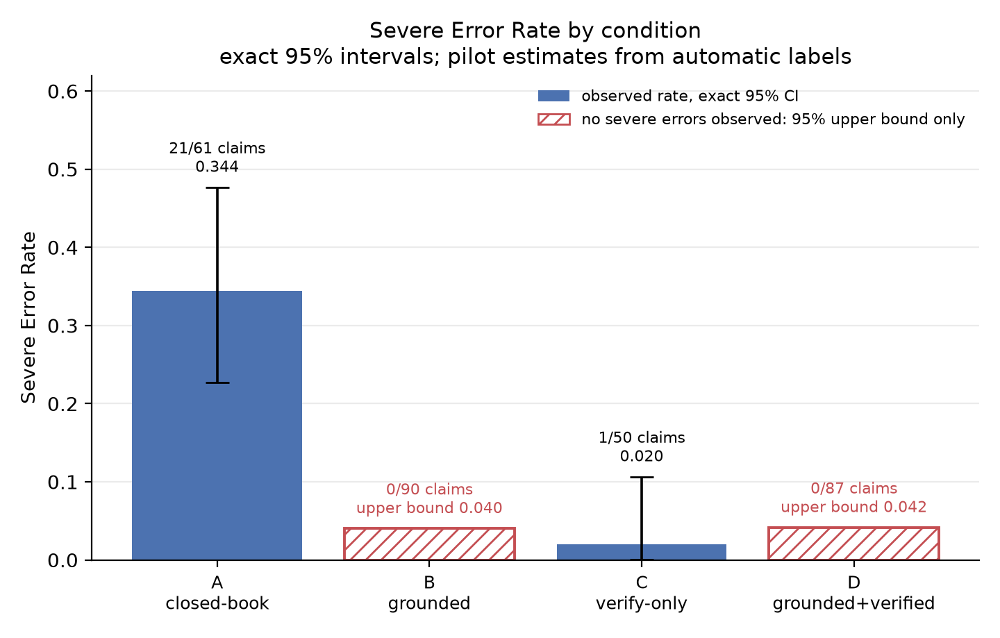 Severe Error Rate by condition
exact 95% intervals; pilot estimates from automatic labels
observed rate, exact 95% CI
no severe errors observed: 95% upper bound only
Severe Error Rate
0.6
0.5
0.4
0.3
0.2
0.1
0.0
21/61 claims
0.344
0/90 claims
upper bound 0.040
1/50 claims
0.020
0/87 claims
upper bound 0.042
A
closed-book
B
grounded
C
verify-only
D
grounded+verified